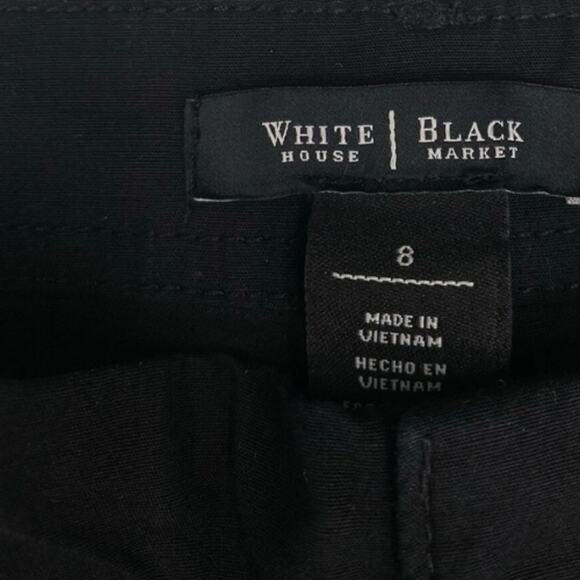 WHITE | BLACK
HOUSE MARKET
8
MADE IN
VIETNAM
HECHO EN
VIETNAM